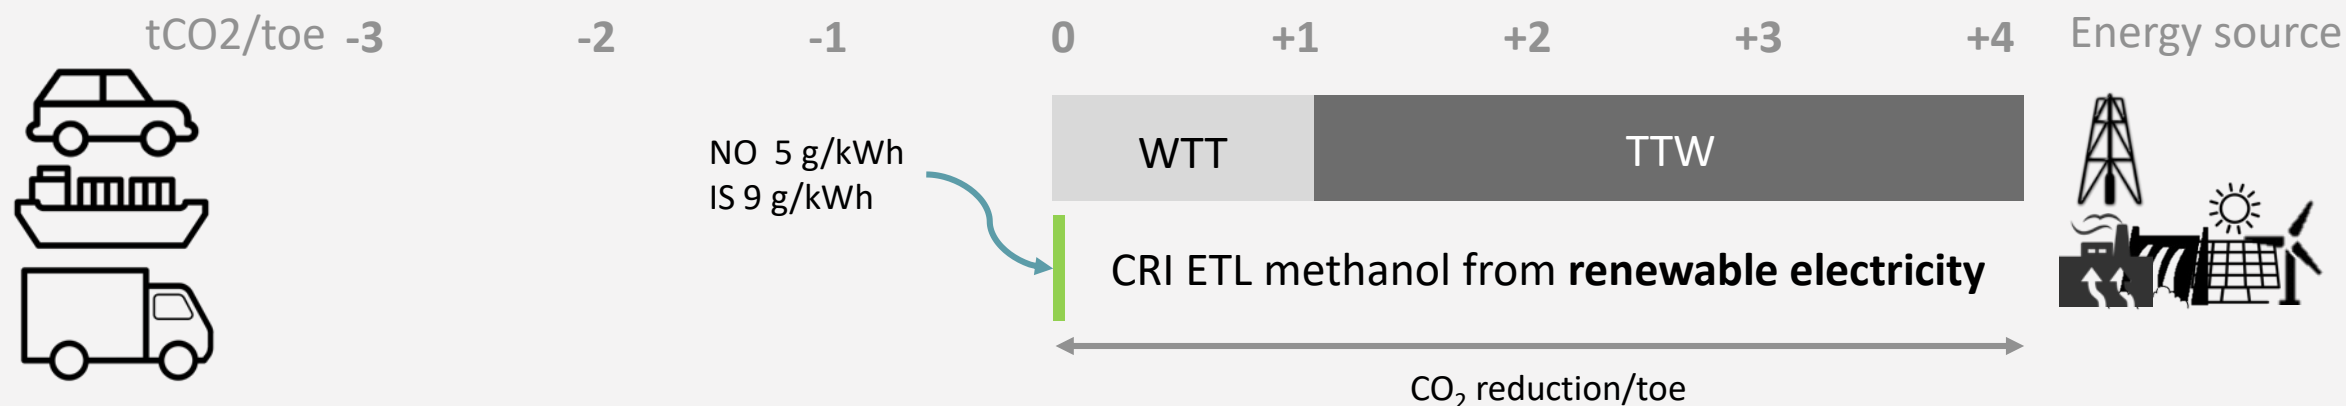 tCO2/toe -3 -2 -1 0 +1 +2 +3 +4 Energy source
WTT TTW
NO 5 g/kWh
IS 9 g/kWh
CRI ETL methanol from renewable electricity
CO₂ reduction/toe